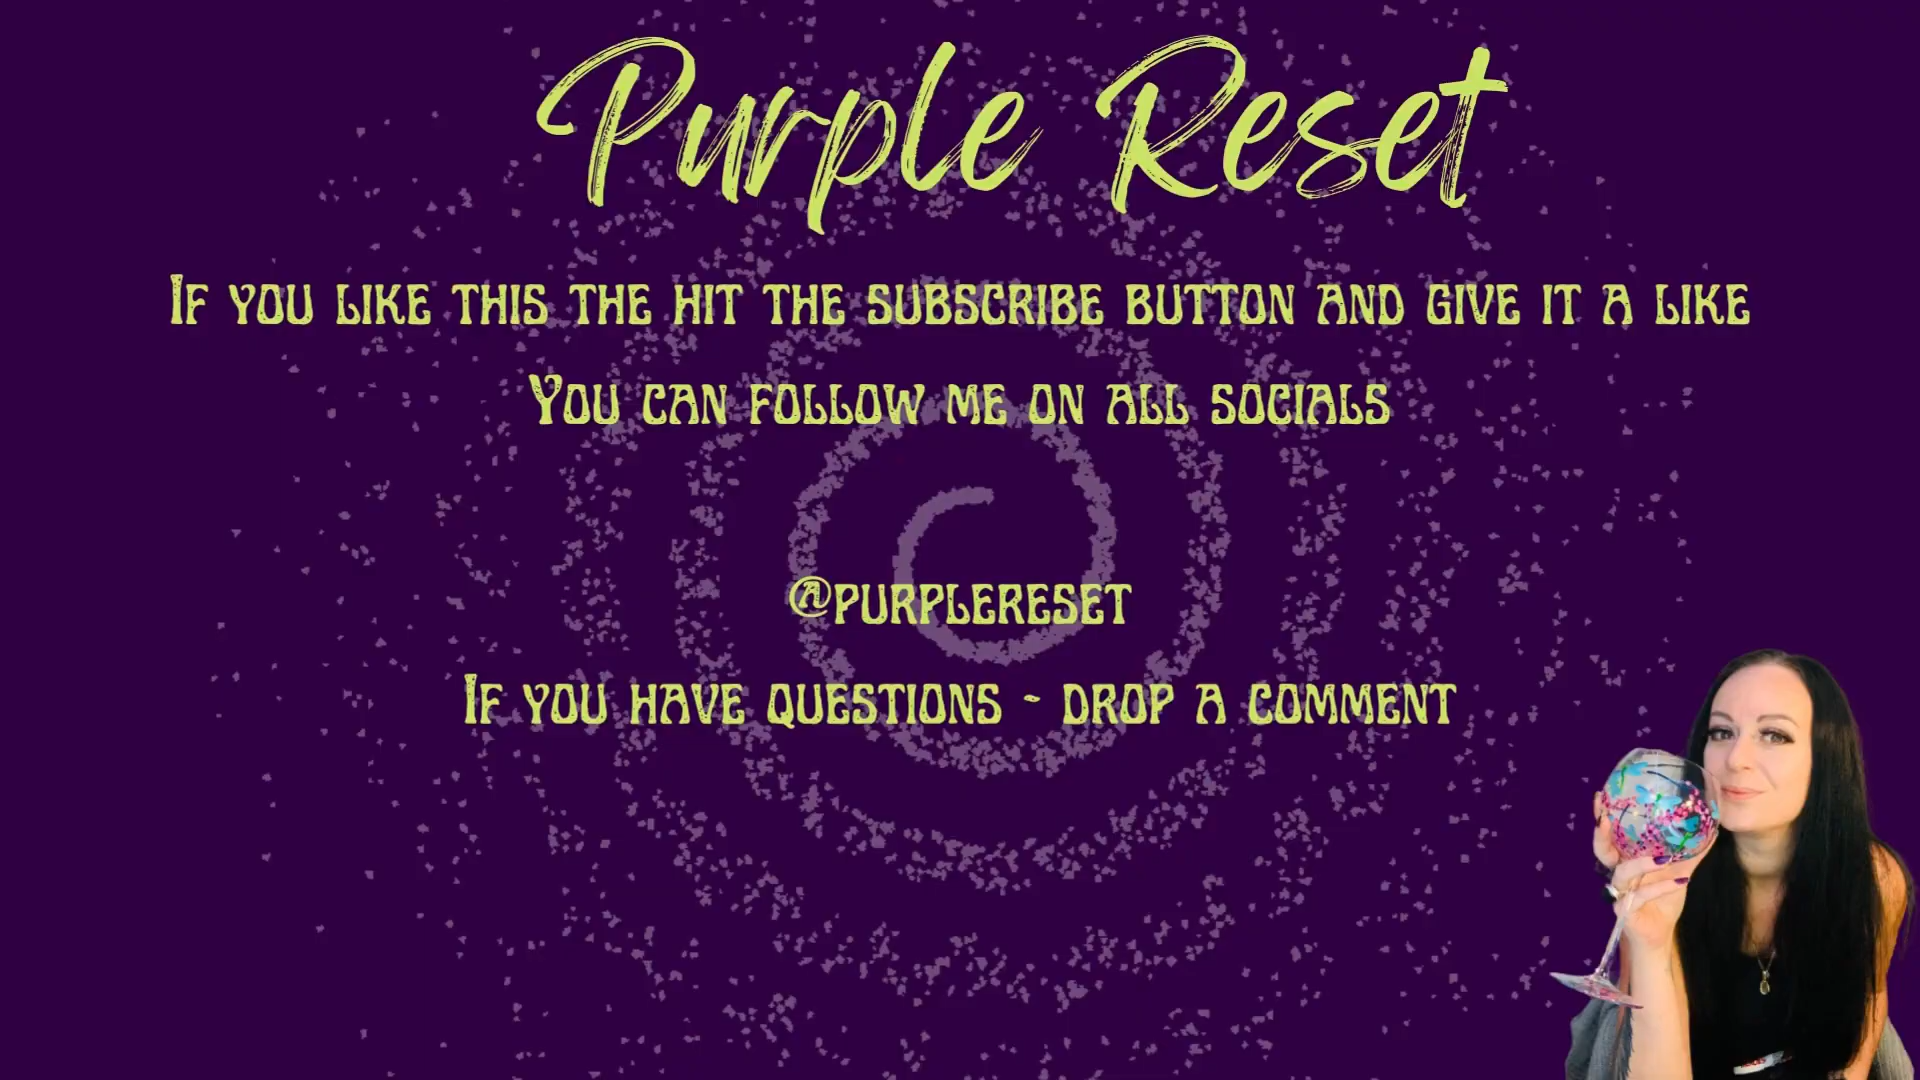 Purple Reset
If you like this the hit the subscribe button and give it a like
You can follow me on all socials
@purplereset
If you have questions - drop a comment